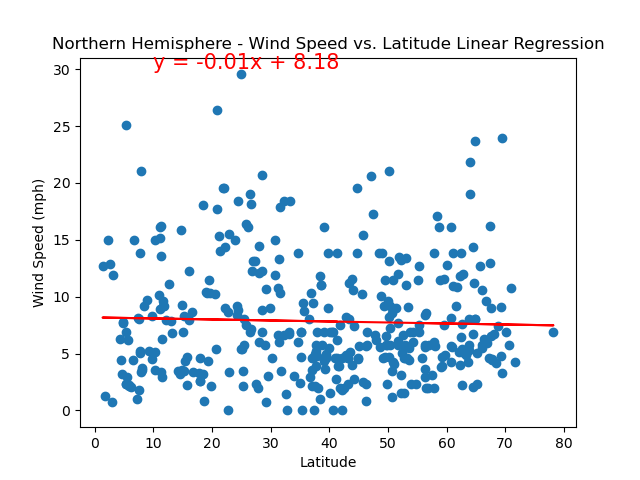 Northern Hemisphere - Wind Speed vs. Latitude Linear Regression
y = -0.01x + 8.18
30
25
20
15
10
5
0
Wind Speed (mph)
0 10 20 30 40 50 60 70 80
Latitude